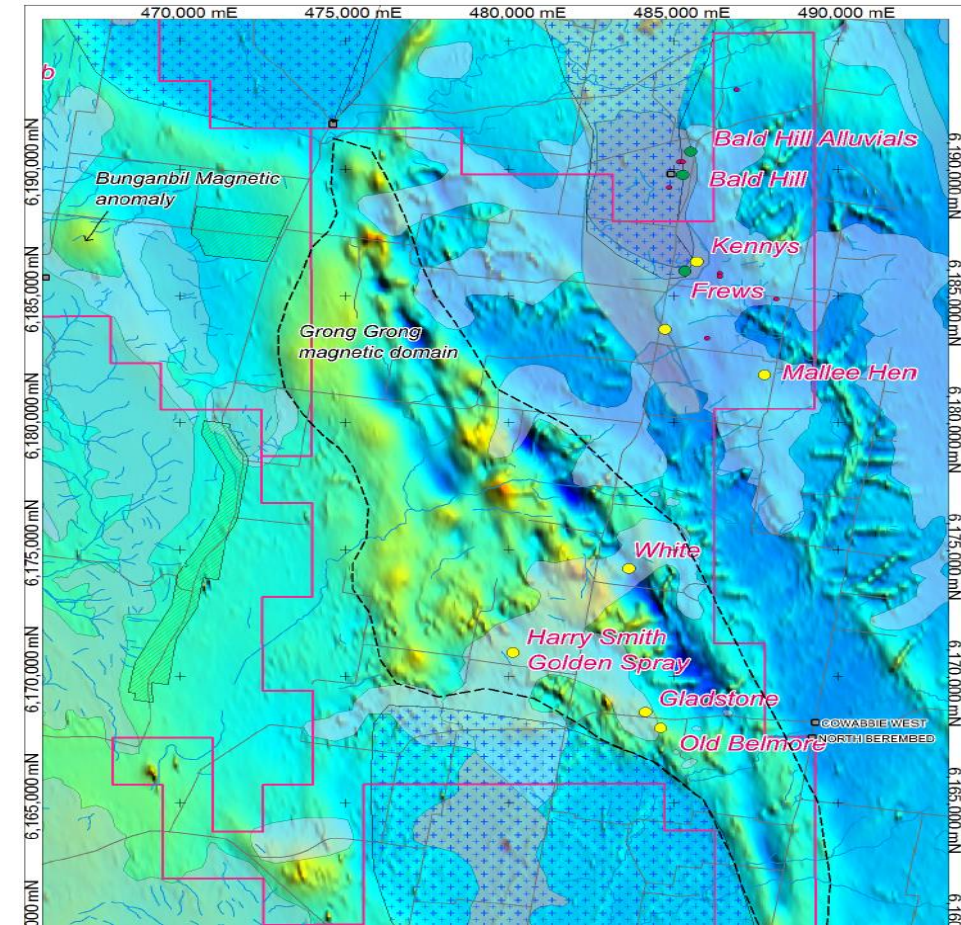 470,000 mE
475,000 mE
480,000 mE
485,000 mE
490,000 mE
b
6,190,000 mN
6,185,000 mN
6,180,000 mN
6,175,000 mN
6,170,000 mN
6,165,000 mN
000 mN
Bunganbil Magnetic
anomaly
Grong Grong
magnetic domain
Bald Hill Alluvials
Bald Hill
Kennys
Frews
Mallee Hen
White
Harry Smith
Golden Spray
Gladstone
Old Belmore
COWABBIE WEST
NORTH BEREMBED
6,190,000 mN
6,185,000 mN
6,180,000 mN
6,175,000 mN
6,170,000 mN
6,165,000 mN
6,160